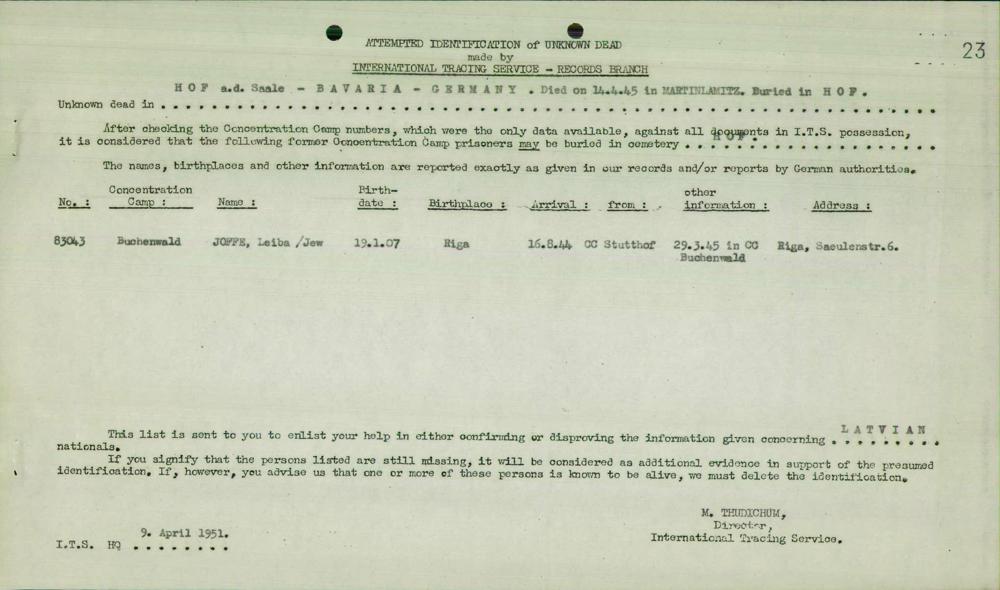 23
ATTEMPTED IDENTIFICATION of UNKNOWN DEAD
made by
INTERNATIONAL TRACING SERVICE - RECORDS BRANCH
H O F a.d. Saale - B A V A R I A - G E R M A N Y . Died on 14.4.45 in MARTINLAMITZ. Buried in H O F .
Unknown dead in . . . . . . . . . . . . . . . . . . . . . . . . . . . . . . . . . . . . . . . . . . . . . . . . . . . . . . . . . . . .
After checking the Concentration Camp numbers, which were the only data available, against all documents in I.T.S. possession,
H O F .
it is considered that the following former Concentration Camp prisoners may be buried in cemetery . . . . . . . . . . . . . . . . . . . .
The names, birthplaces and other information are reported exactly as given in our records and/or reports by German authorities.
No. : Concentration Camp : Name : Birth-date : Birthplace : Arrival : from : other information : Address :
83043 Buchenwald JOFFE, Leiba /Jew 19.1.07 Riga 16.8.44 CC Stutthof 29.3.45 in CC Riga, Saeulenstr.6.
Buchenwald
This list is sent to you to enlist your help in either confirming or disproving the information given concerning L A T V I A N . . . . . . . . .
nationals.
If you signify that the persons listed are still missing, it will be considered as additional evidence in support of the presumed
identification. If, however, you advise us that one or more of these persons is known to be alive, we must delete the identification.
M. THUDICHUM,
Director,
International Tracing Service.
9. April 1951.
I.T.S. HQ . . . . . . . .